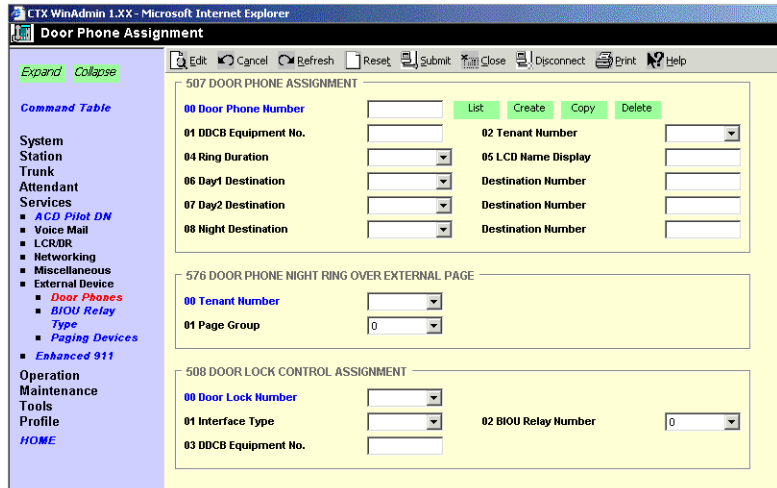 CTX WinAdmin 1.XX - Microsoft Internet Explorer
Door Phone Assignment
Edit Cancel Refresh Reset Submit Close Disconnect Print Help
Expand Collapse
Command Table
System
Station
Trunk
Attendant
Services
ACD Pilot DN
Voice Mail
LCR/DR
Networking
Miscellaneous
External Device
Door Phones
BIOU Relay
Type
Paging Devices
Enhanced 911
Operation
Maintenance
Tools
Profile
HOME
507 DOOR PHONE ASSIGNMENT
00 Door Phone Number List Create Copy Delete
01 DDCB Equipment No. 02 Tenant Number
04 Ring Duration 05 LCD Name Display
06 Day1 Destination Destination Number
07 Day2 Destination Destination Number
08 Night Destination Destination Number
576 DOOR PHONE NIGHT RING OVER EXTERNAL PAGE
00 Tenant Number
01 Page Group 0
508 DOOR LOCK CONTROL ASSIGNMENT
00 Door Lock Number
01 Interface Type 02 BIOU Relay Number 0
03 DDCB Equipment No.